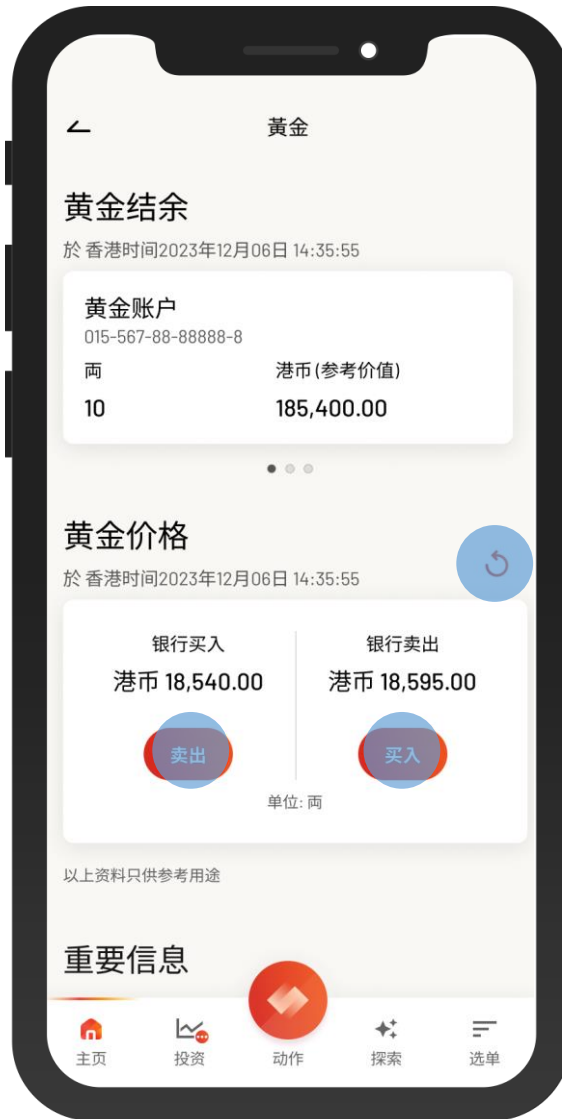 黃金
黄金结余
於 香港时间2023年12月06日 14:35:55
黄金账户
015-567-88-88888-8
両 港币 (参考价值)
10 185,400.00
黄金价格
於 香港时间2023年12月06日 14:35:55
银行买入 银行卖出
港币 18,540.00 港币 18,595.00
卖出 买入
单位: 両
以上资料只供参考用途
重要信息
主页 投资 动作 探索 选单